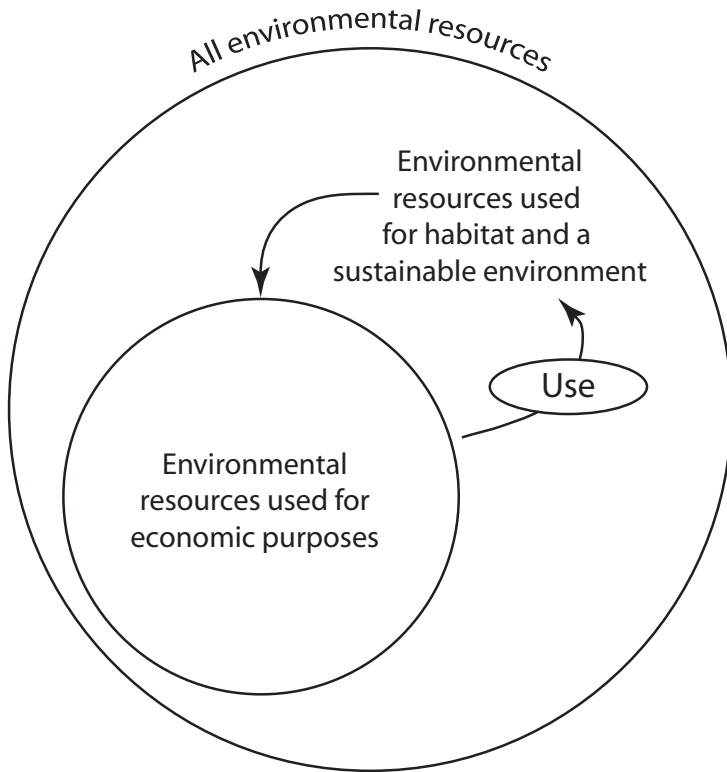 All environmental resources
Environmental
resources used
for habitat and a
sustainable environment
Use
Environmental
resources used for
economic purposes